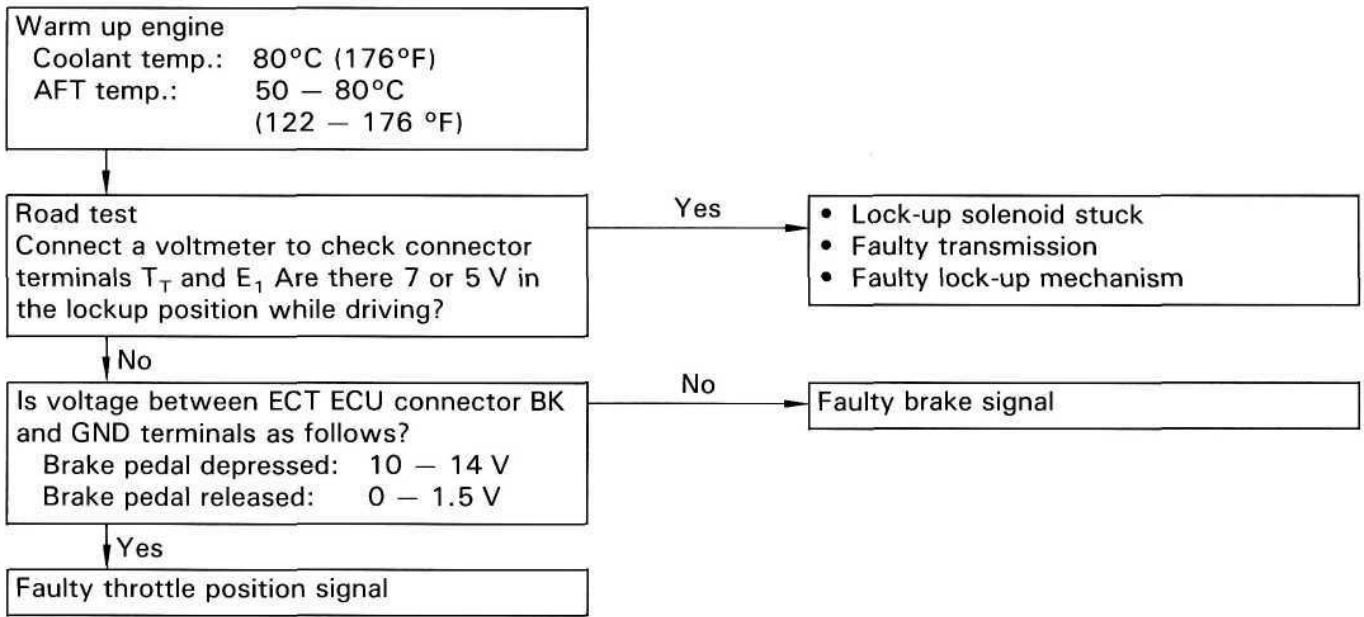 Warm up engine
Coolant temp.: 80°C (176°F)
AFT temp.: 50 — 80°C
(122 — 176 °F)
Road test
Connect a voltmeter to check connector
terminals T_T and E_1 Are there 7 or 5 V in
the lockup position while driving?
Yes
• Lock-up solenoid stuck
• Faulty transmission
• Faulty lock-up mechanism
No
Is voltage between ECT ECU connector BK
and GND terminals as follows?
Brake pedal depressed: 10 — 14 V
Brake pedal released: 0 — 1.5 V
No
Faulty brake signal
Yes
Faulty throttle position signal